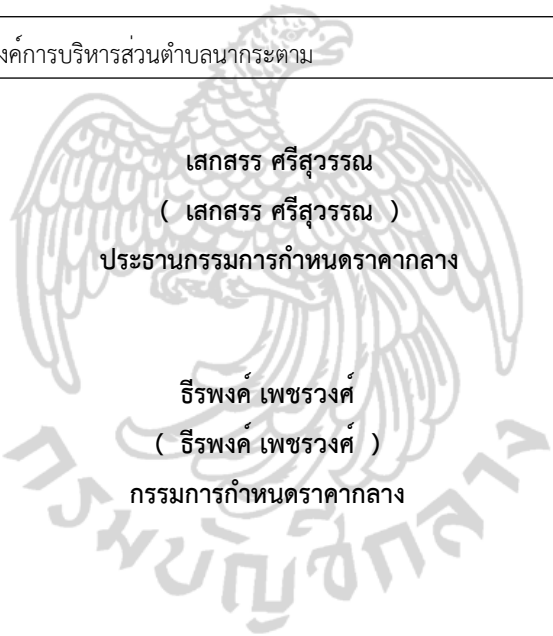 งค์การบริหารส่วนตำบลนากระตาม
เสกสรร ศรีสุวรรณ
( เสกสรร ศรีสุวรรณ )
ประธานกรรมการกำหนดราคากลาง
ธีรพงค์ เพชรวงศ์
( ธีรพงค์ เพชรวงศ์ )
กรรมการกำหนดราคากลาง
กรมบัญชีกลาง